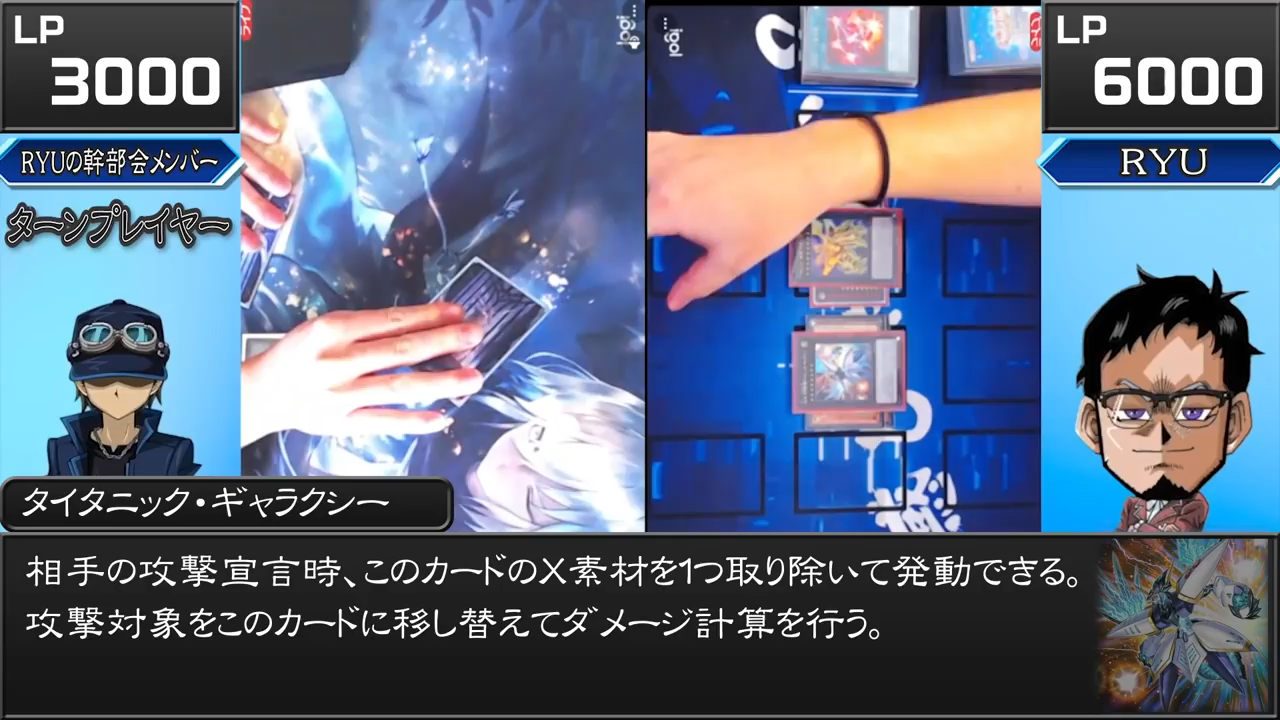 LP
3000
RYUの幹部会メンバー
ターンプレイヤー
LP
6000
RYU
タイタニック・ギャラクシー
相手の攻撃宣言時、このカードのX素材を1つ取り除いて発動できる。
攻撃対象をこのカードに移し替えてダメージ計算を行う。